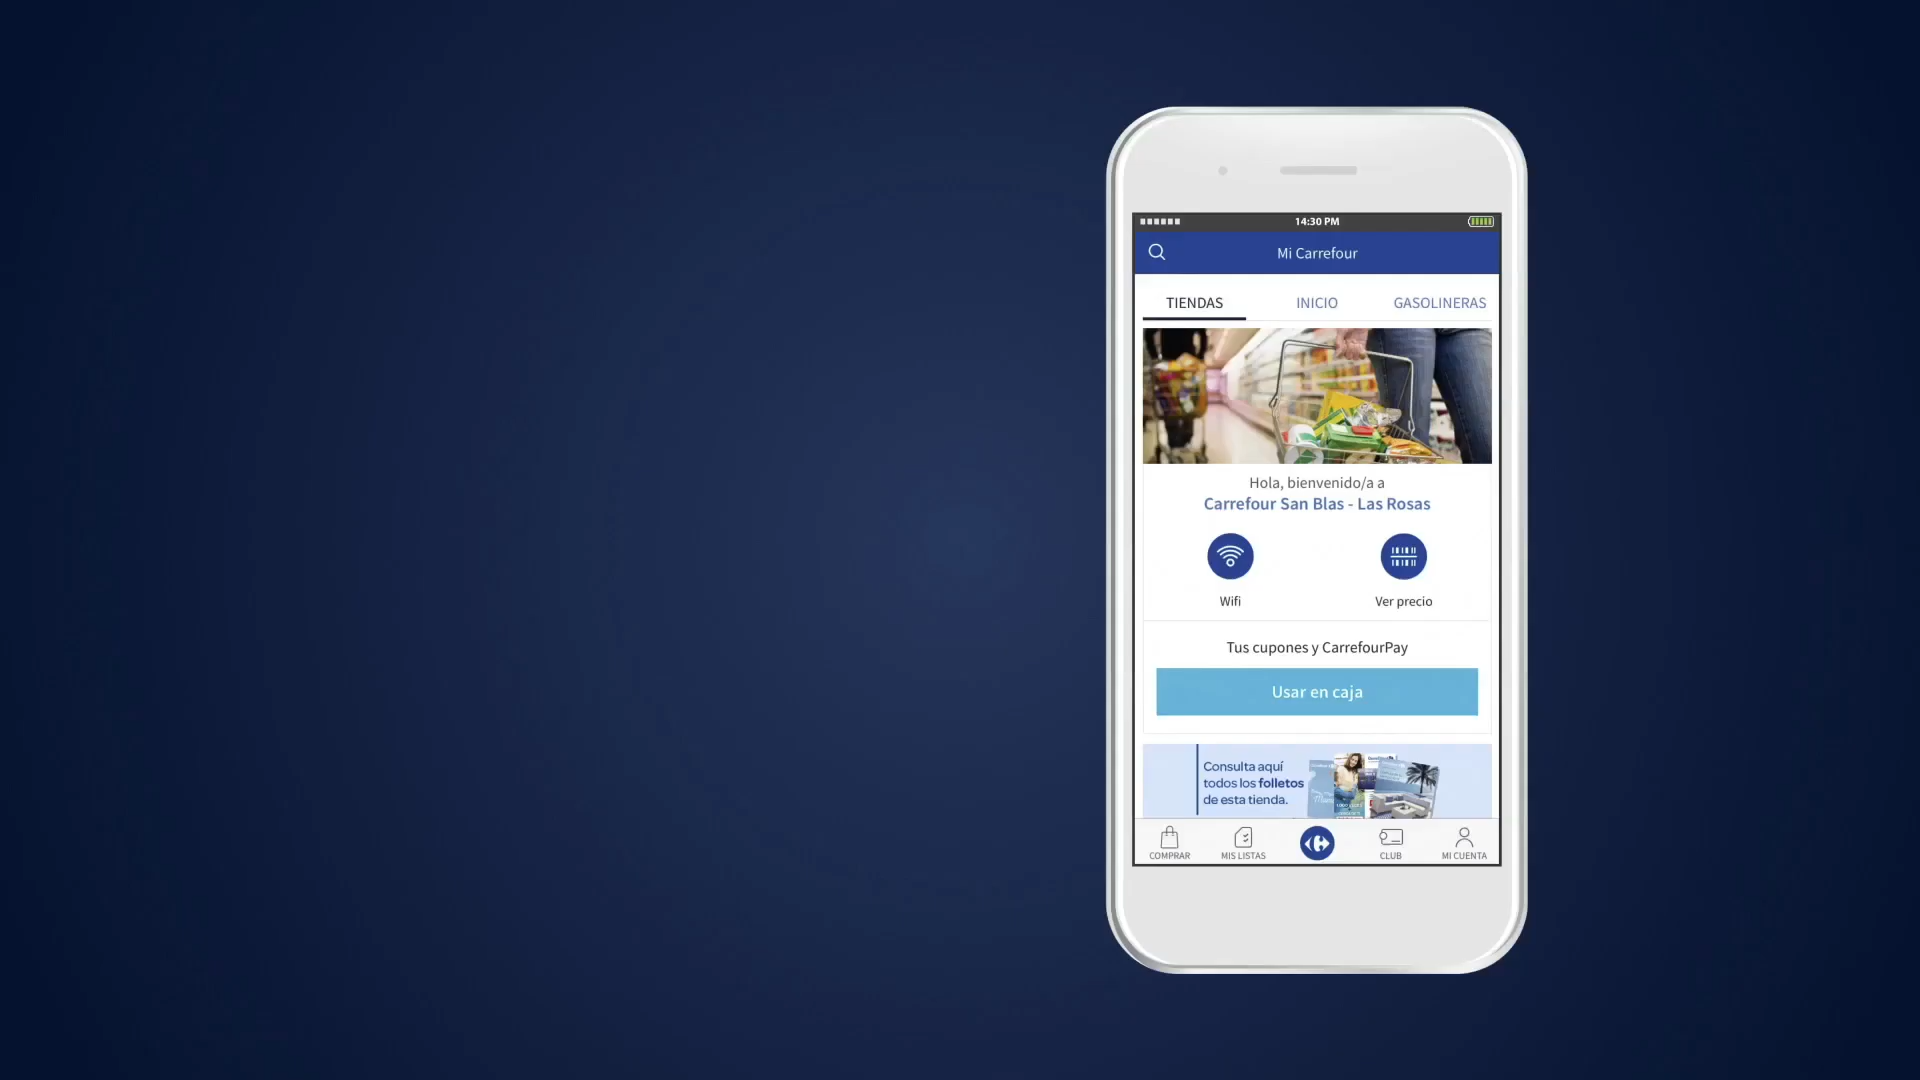 14:30 PM
Mi Carrefour
TIENDAS
INICIO
GASOLINERAS
Hola, bienvenido/a a
Carrefour San Blas - Las Rosas
Wifi
Ver precio
Tus cupones y CarrefourPay
Usar en caja
Consulta aquí
todos los folletos
de esta tienda.
COMPRAR
MIS LISTAS
CLUB
MI CUENTA